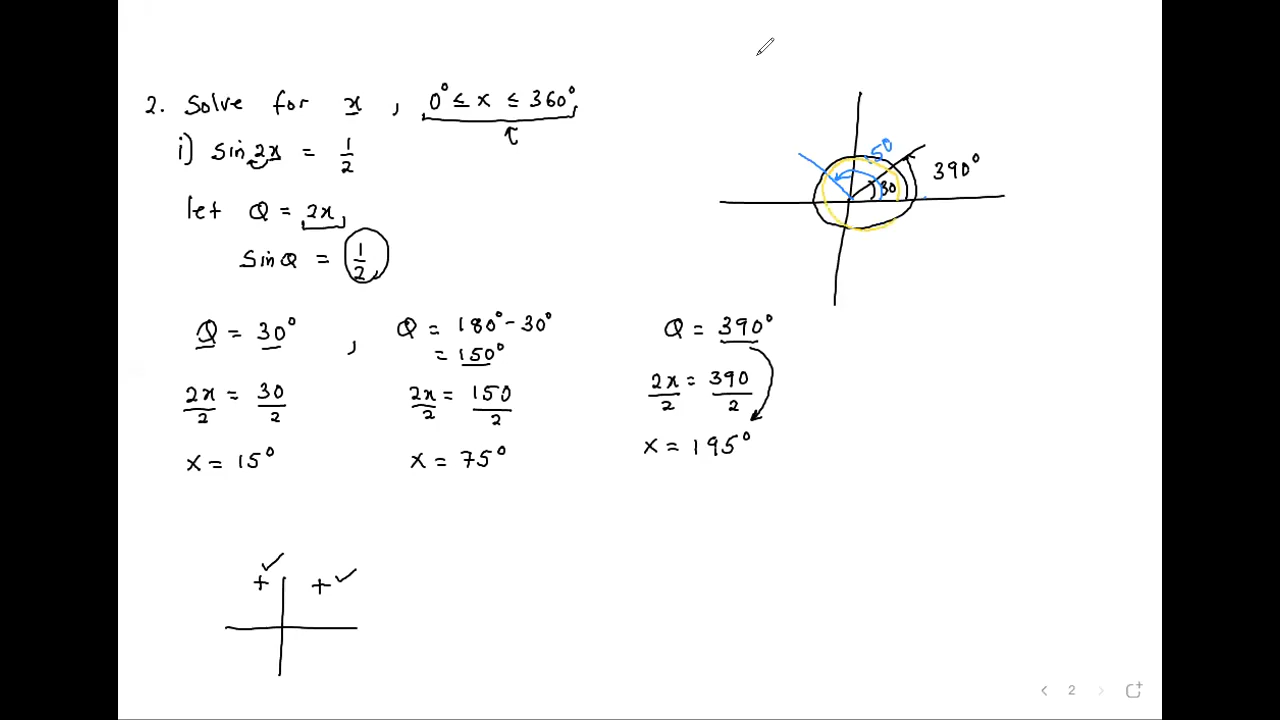 2. Solve for x , 0° ≤ x ≤ 360°
i) sin 2x = 1/2
let Q = 2x
sin Q = 1/2
Q = 30° , Q = 180° - 30°
= 150°
2x/2 = 30/2
2x/2 = 150/2
x = 15°
x = 75°
Q = 390°
2x/2 = 390/2
x = 195°
150
30
390°
+ +
2